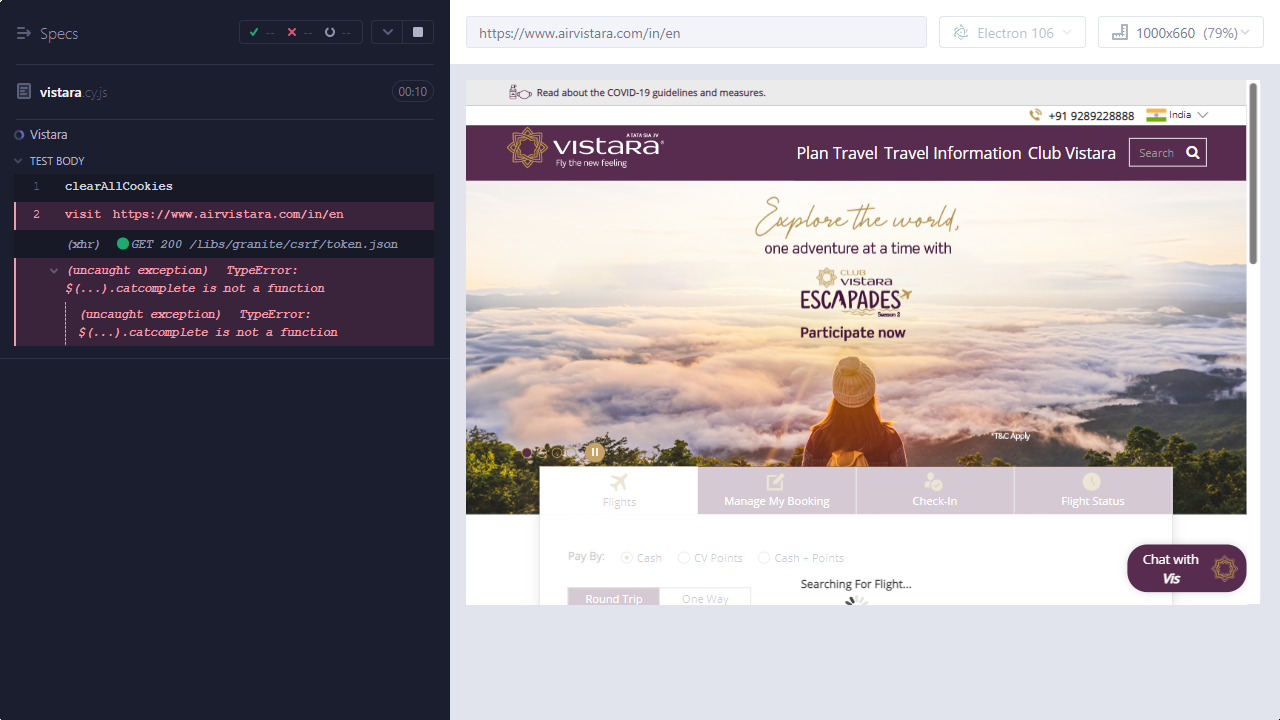 Specs
-- -- --
vistara cy.js
00:10
Vistara
TEST BODY
1 clearAllCookies
2 visit https://www.airvistara.com/in/en
(xhr) GET 200 /libs/granite/csrf/token.json
(uncaught exception) TypeError:
$(...).catcomplete is not a function
(uncaught exception) TypeError:
$(...).catcomplete is not a function
https://www.airvistara.com/in/en
Electron 106
1000x660 (79%)
Read about the COVID-19 guidelines and measures.
+91 9289228888
India
A TATA SIA JV
vistara
Fly the new feeling
Plan Travel Travel Information Club Vistara
Search
Explore the world,
one adventure at a time with
CLUB
VISTARA
ESCAPADES
Season 2
Participate now
*T&C Apply
Flights
Manage My Booking
Check-In
Flight Status
Pay By: Cash CV Points Cash + Points
Chat with
Vis
Searching For Flight...
Round Trip One Way